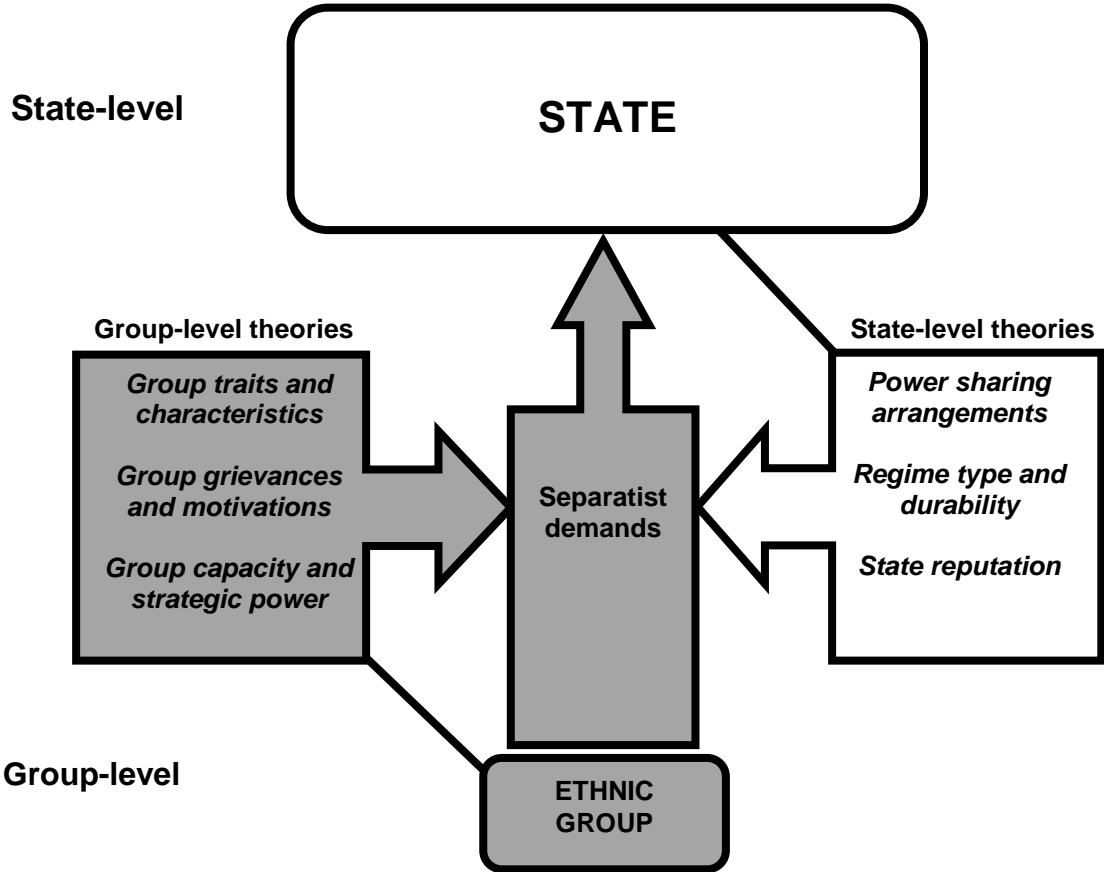 State-level
STATE
Group-level theories
Group traits and
characteristics
Group grievances
and motivations
Group capacity and
strategic power
Separatist
demands
State-level theories
Power sharing
arrangements
Regime type and
durability
State reputation
Group-level
ETHNIC
GROUP